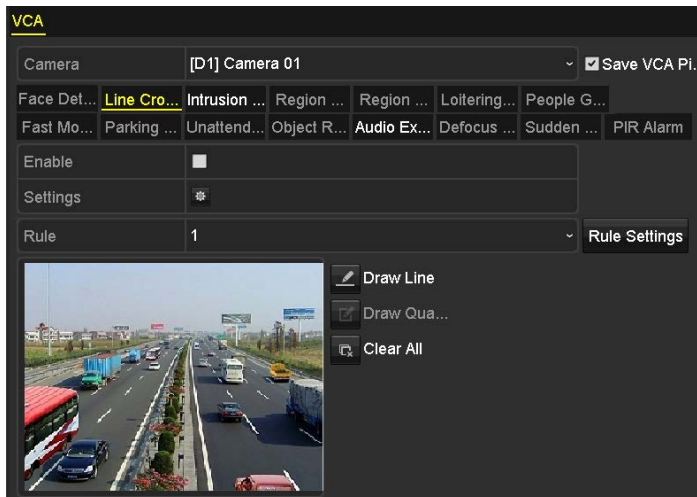 VCA
Camera [D1] Camera 01 Save VCA Pi.
Face Det... Line Cro... Intrusion ... Region ... Region ... Loitering... People G...
Fast Mo... Parking ... Unattend... Object R... Audio Ex... Defocus ... Sudden ... PIR Alarm
Enable
Settings
Rule 1 Rule Settings
Draw Line
Draw Qua...
Clear All